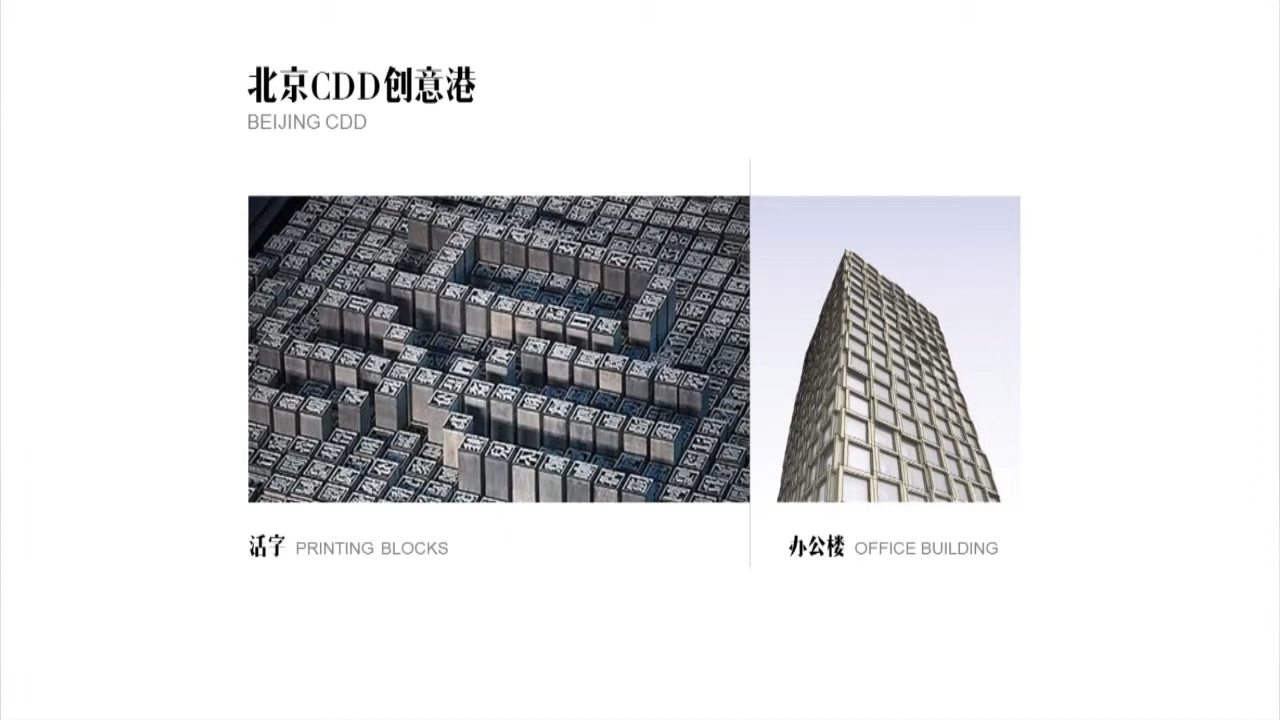 北京CDD创意港
BEIJING CDD
活字 PRINTING BLOCKS
办公楼 OFFICE BUILDING